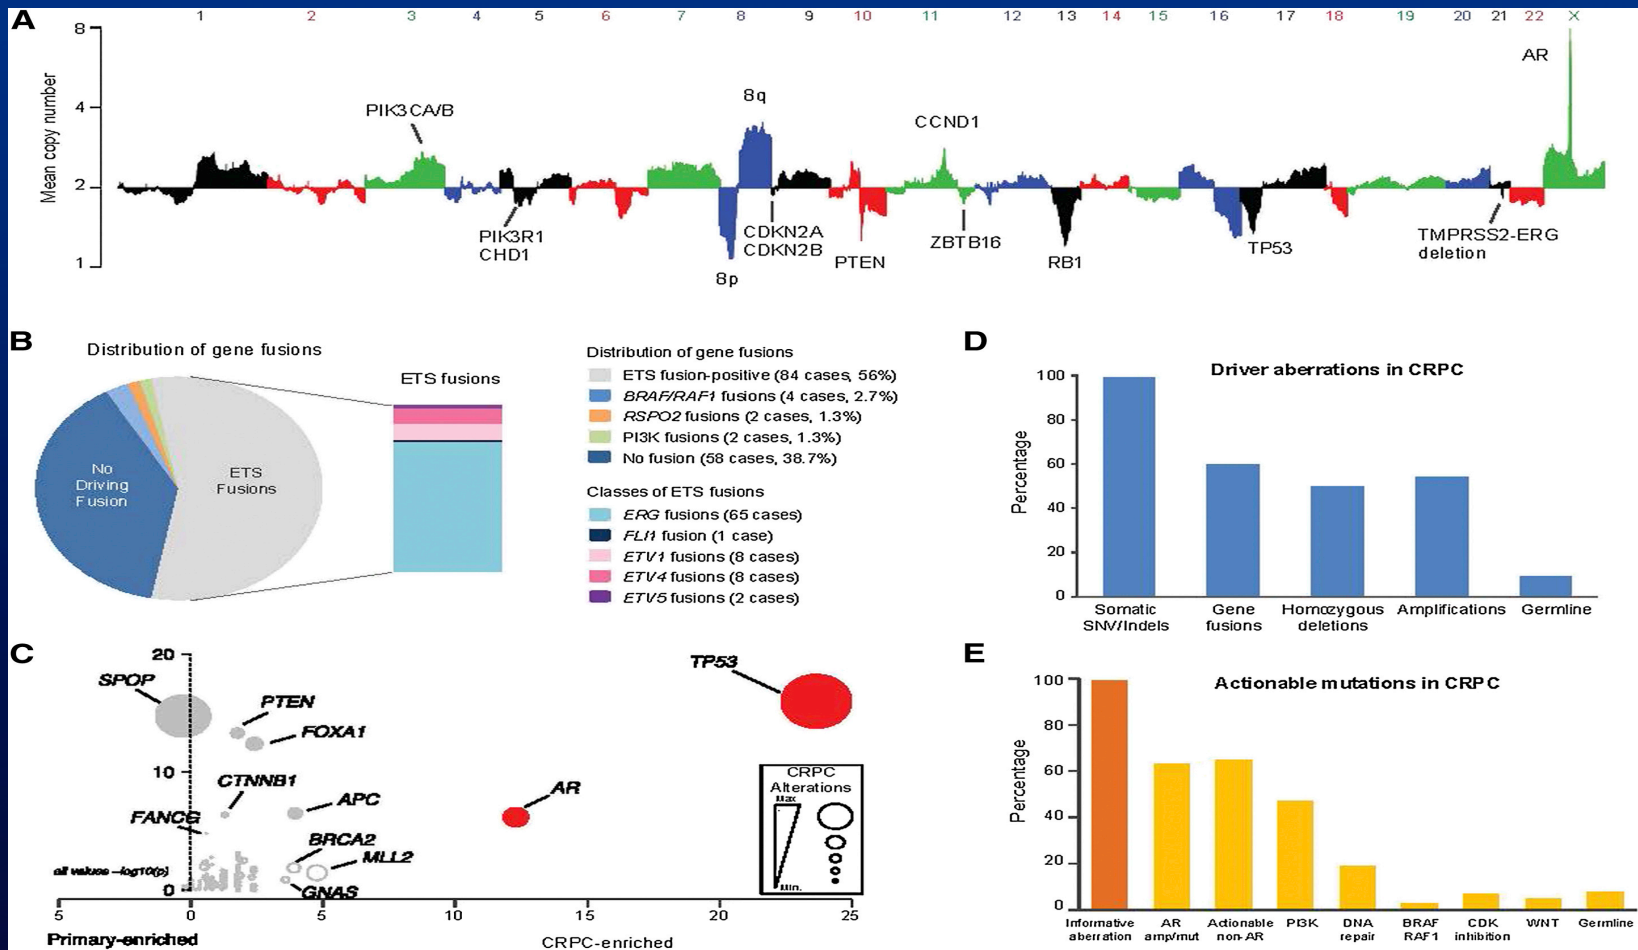 A
1 2 3 4 5 6 7 8 9 10 11 12 13 14 15 16 17 18 19 20 21 22 X
Mean copy number
8
4
2
1
PIK3CA/B
PIK3R1
CHD1
8q
8p
CDKN2A
CDKN2B
PTEN
CCND1
ZBTB16
RB1
TP53
TMPRSS2-ERG
deletion
AR
B
Distribution of gene fusions
No
Driving
Fusion
ETS
Fusions
ETS fusions
Distribution of gene fusions
ETS fusion-positive (84 cases, 56%)
BRAF/RAF1 fusions (4 cases, 2.7%)
RSPO2 fusions (2 cases, 1.3%)
PI3K fusions (2 cases, 1.3%)
No fusion (58 cases, 38.7%)
Classes of ETS fusions
ERG fusions (65 cases)
FLI1 fusion (1 case)
ETV1 fusions (8 cases)
ETV4 fusions (8 cases)
ETV5 fusions (2 cases)
C
20
10
0
SPOP
PTEN
FOXA1
CTNNB1
APC
FANCG
BRCA2
MLL2
GNAS
AR
TP53
all values -log10(p)
CRPC
Alterations
Max
Min.
5 0 5 10 15 20 25
Primary-enriched
CRPC-enriched
D
Driver aberrations in CRPC
Percentage
100
80
60
40
20
0
Somatic
SNV/Indels
Gene
fusions
Homozygous
deletions
Amplifications
Germline
E
Actionable mutations in CRPC
Percentage
100
80
60
40
20
0
Informative
aberration
AR
amp/mut
Actionable
non-AR
PI3K
DNA
repair
BRAF
RAF1
CDK
inhibition
WNT
Germline